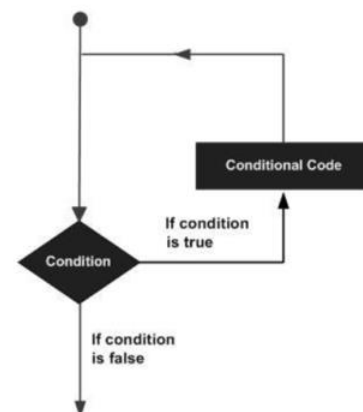 Conditional Code
If condition
is true
Condition
If condition
is false